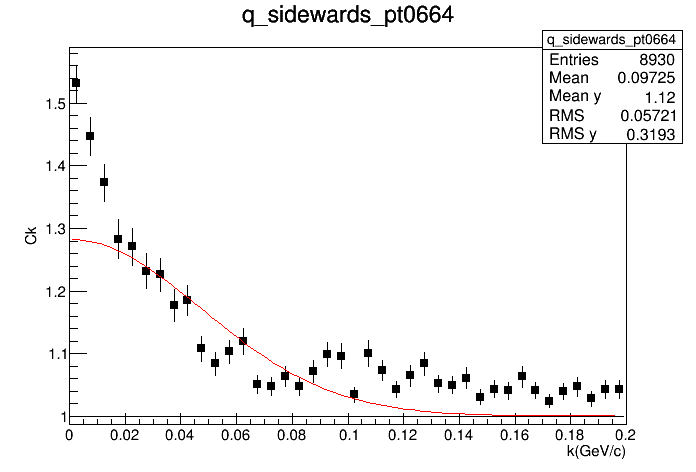 q_sidewards_pt0664
q_sidewards_pt0664
Entries 8930
Mean 0.09725
Mean y 1.12
RMS 0.05721
RMS y 0.3193
Ck
1.5
1.4
1.3
1.2
1.1
1
0 0.02 0.04 0.06 0.08 0.1 0.12 0.14 0.16 0.18 0.2
k(GeV/c)